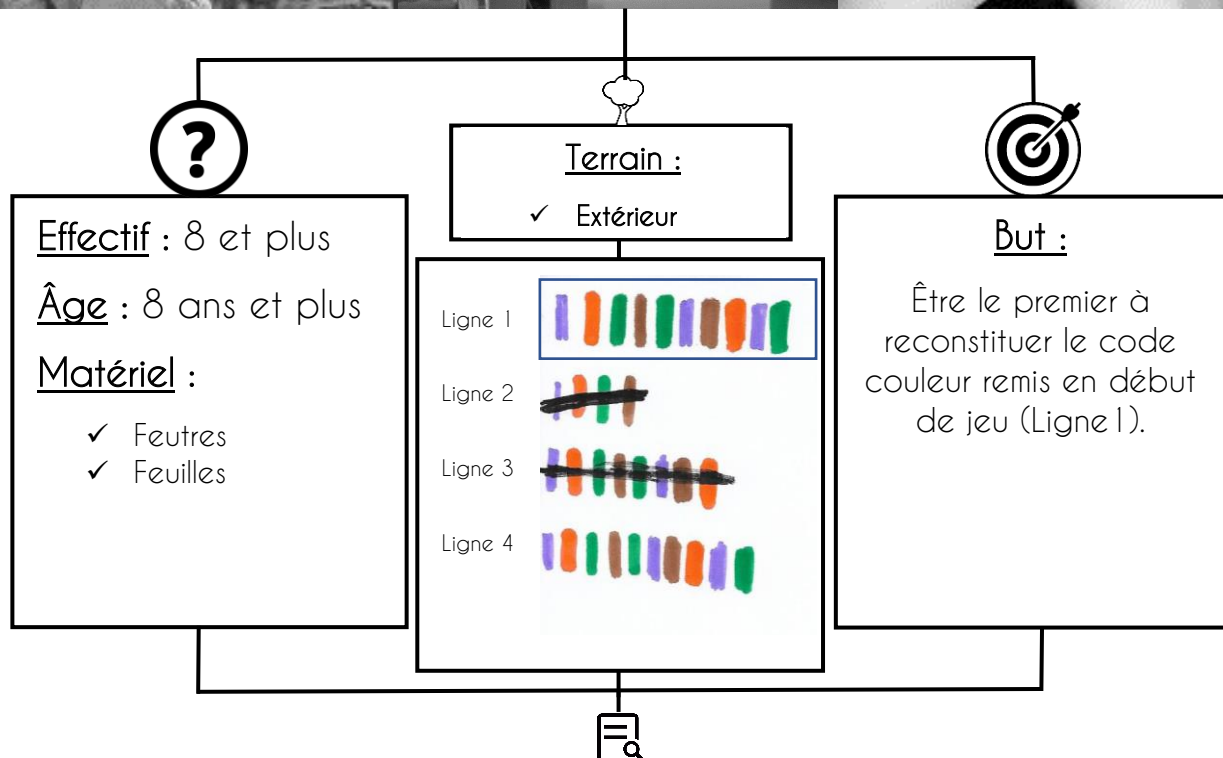 Effectif : 8 et plus
Âge : 8 ans et plus
Matériel :
✓ Feutres
✓ Feuilles
Terrain :
✓ Extérieur
Ligne 1
Ligne 2
Ligne 3
Ligne 4
But :
Être le premier à
reconstituer le code
couleur remis en début
de jeu (Ligne1).